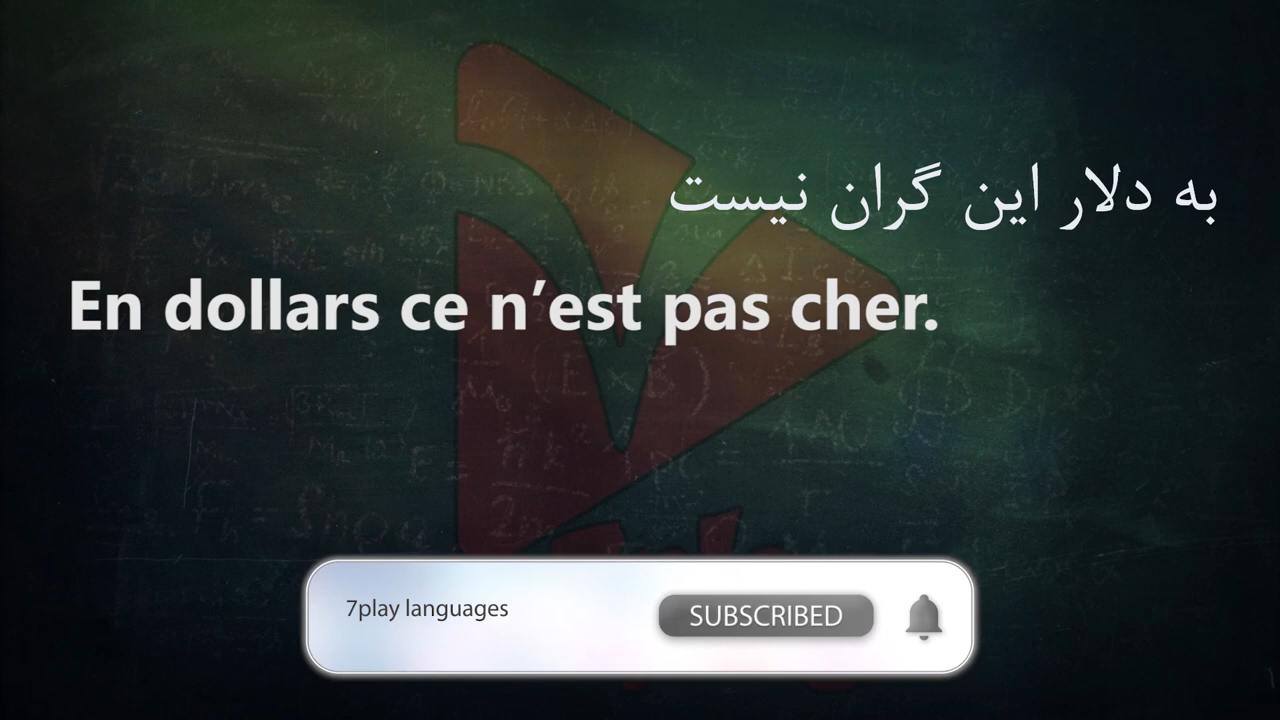 به دلار این گران نیست
En dollars ce n’est pas cher.
7play languages
SUBSCRIBED